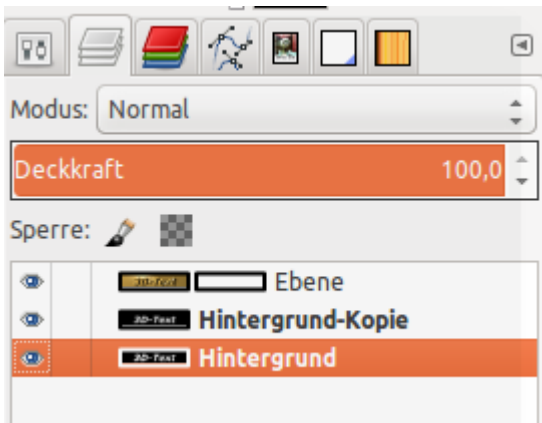 Modus: Normal
Deckkraft 100,0
Sperre:
3D-Text Ebene
3D-Text Hintergrund-Kopie
3D-Text Hintergrund